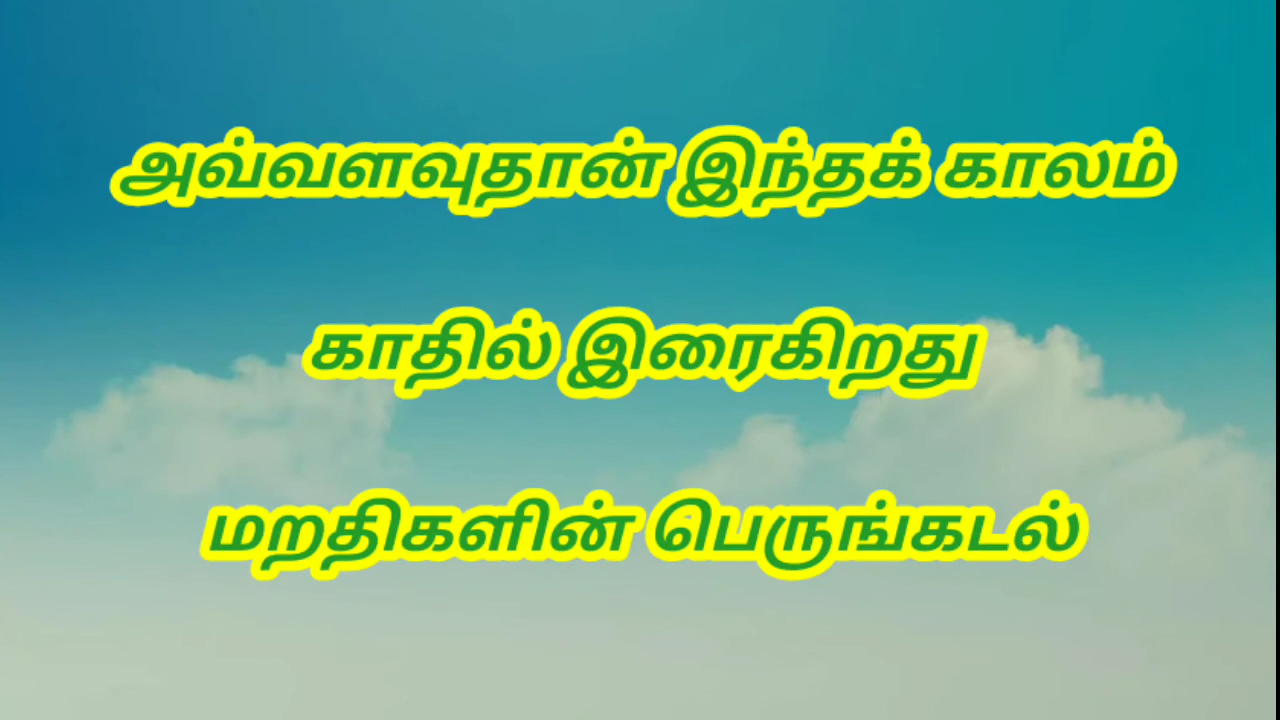 அவ்வளவுதான் இந்தக் காலம்
காதில் இரைகிறது
மறதிகளின் பெருங்கடல்